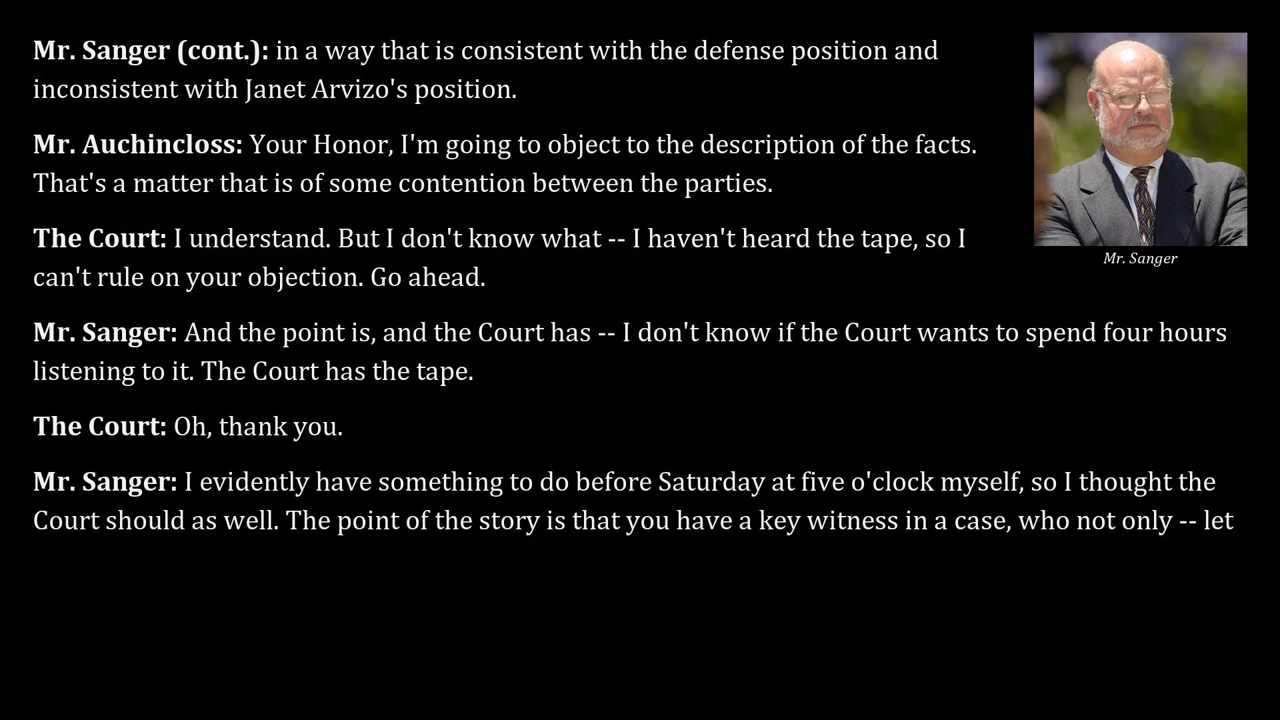 Mr. Sanger (cont.): in a way that is consistent with the defense position and
inconsistent with Janet Arvizo's position.
Mr. Auchincloss: Your Honor, I'm going to object to the description of the facts.
That's a matter that is of some contention between the parties.
The Court: I understand. But I don't know what -- I haven't heard the tape, so I
can't rule on your objection. Go ahead.
Mr. Sanger
Mr. Sanger: And the point is, and the Court has -- I don't know if the Court wants to spend four hours
listening to it. The Court has the tape.
The Court: Oh, thank you.
Mr. Sanger: I evidently have something to do before Saturday at five o'clock myself, so I thought the
Court should as well. The point of the story is that you have a key witness in a case, who not only -- let